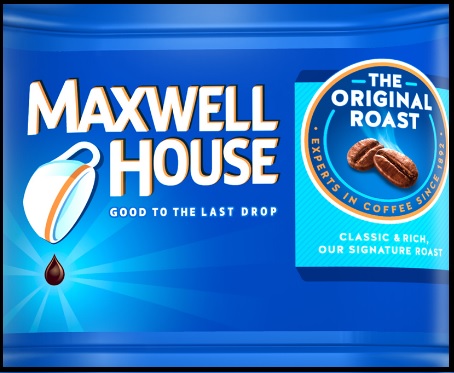 MAXWELL
HOUSE
GOOD TO THE LAST DROP
THE
ORIGINAL
ROAST
• EXPERTS IN COFFEE SINCE 1892 •
CLASSIC & RICH,
OUR SIGNATURE ROAST